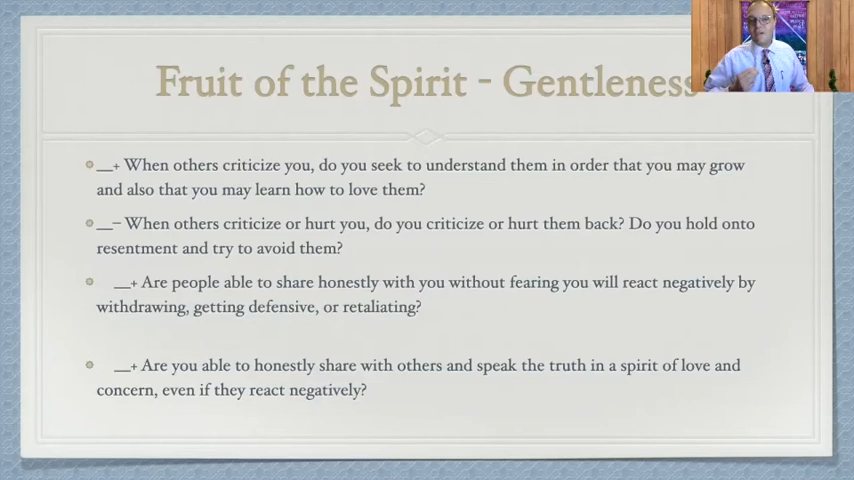 Fruit of the Spirit - Gentleness
__+ When others criticize you, do you seek to understand them in order that you may grow
and also that you may learn how to love them?
__– When others criticize or hurt you, do you criticize or hurt them back? Do you hold onto
resentment and try to avoid them?
__+ Are people able to share honestly with you without fearing you will react negatively by
withdrawing, getting defensive, or retaliating?
__+ Are you able to honestly share with others and speak the truth in a spirit of love and
concern, even if they react negatively?